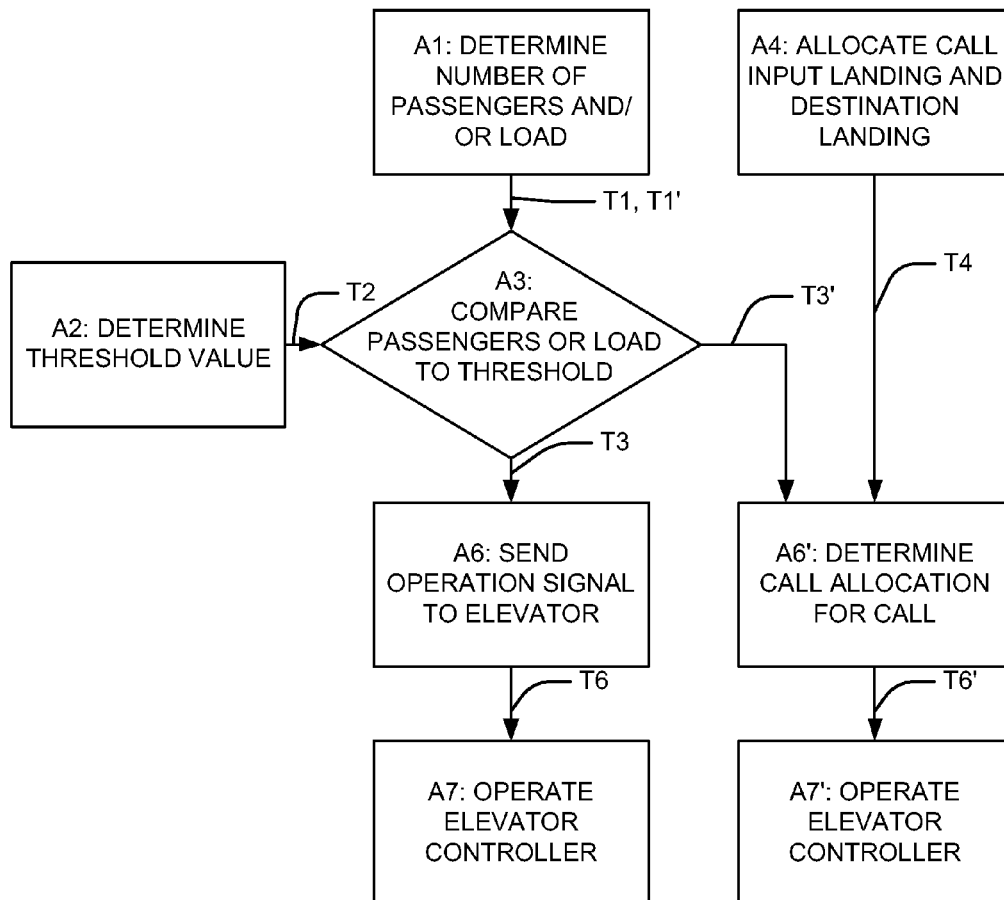 A1: DETERMINE
NUMBER OF
PASSENGERS AND/
OR LOAD
A4: ALLOCATE CALL
INPUT LANDING AND
DESTINATION
LANDING
T1, T1'
A2: DETERMINE
THRESHOLD VALUE
T2
A3:
COMPARE
PASSENGERS OR LOAD
TO THRESHOLD
T3'
T4
T3
A6: SEND
OPERATION SIGNAL
TO ELEVATOR
A6': DETERMINE
CALL ALLOCATION
FOR CALL
T6
T6'
A7: OPERATE
ELEVATOR
CONTROLLER
A7': OPERATE
ELEVATOR
CONTROLLER